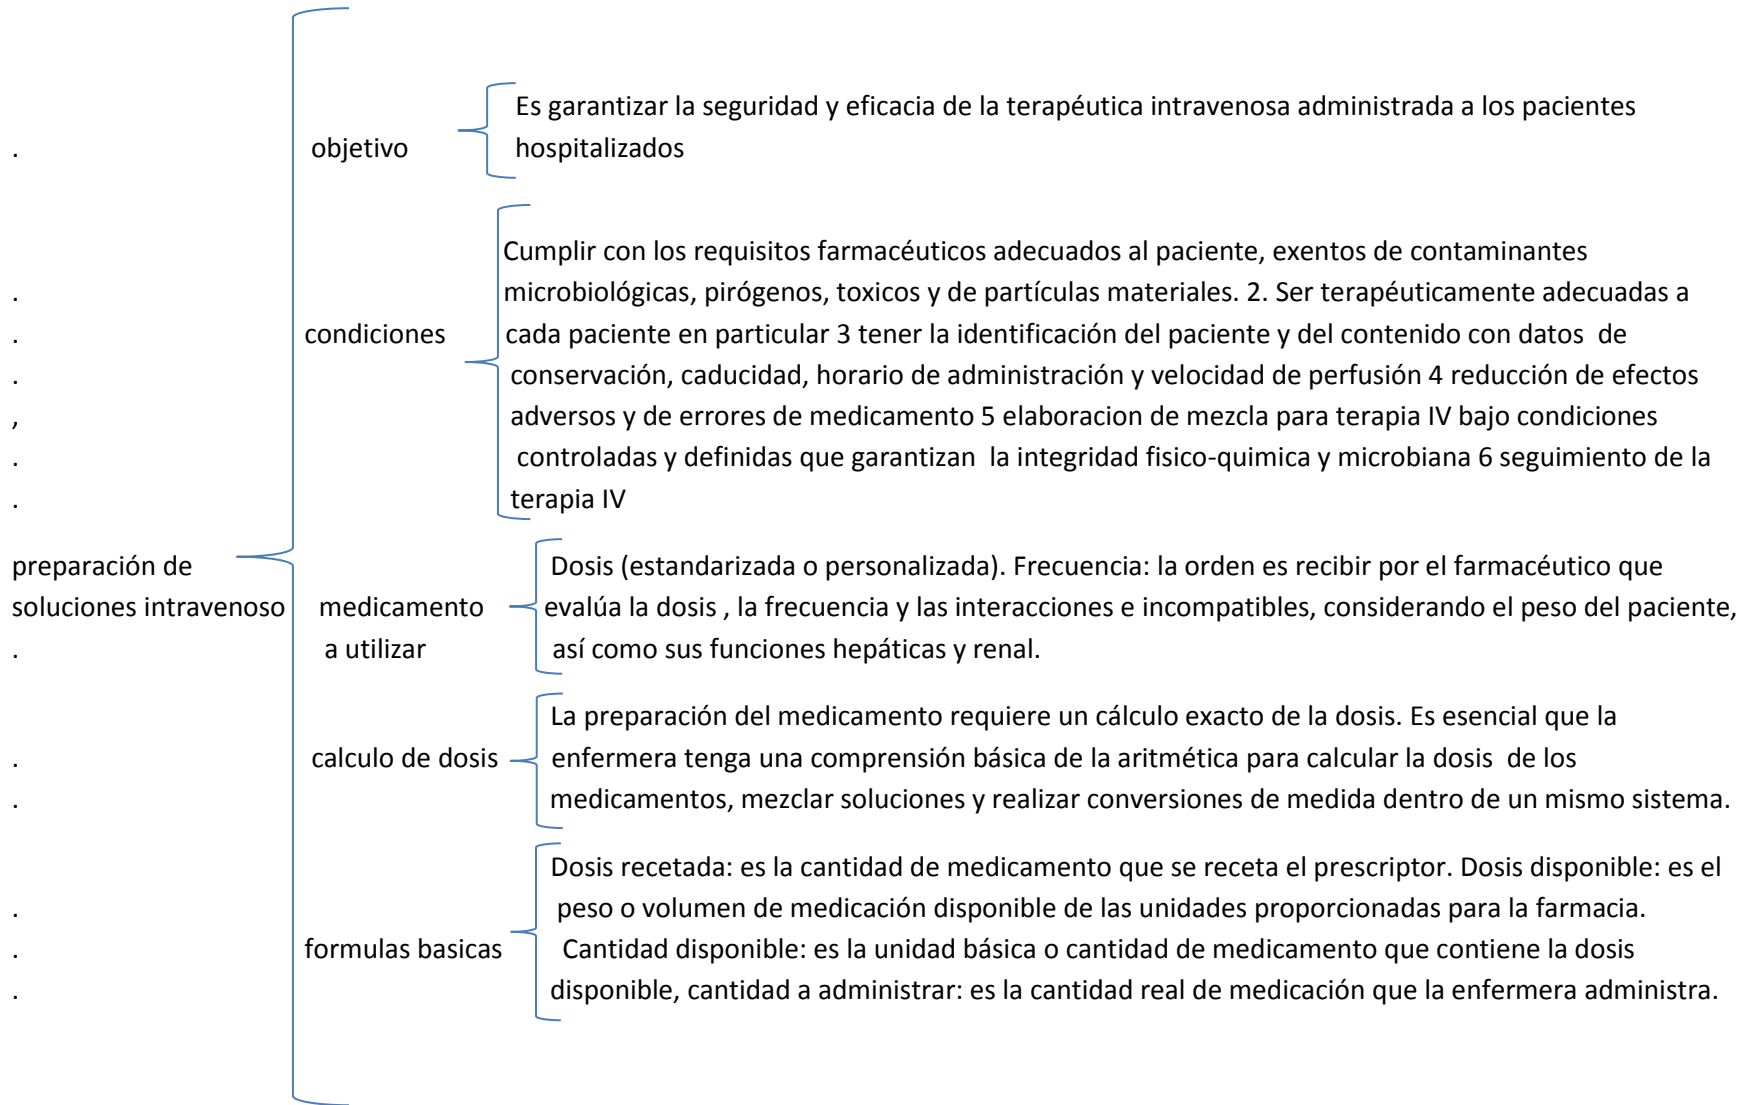 Es garantizar la seguridad y eficacia de la terapéutica intravenosa administrada a los pacientes
. objetivo hospitalizados
Cumplir con los requisitos farmacéuticos adecuados al paciente, exentos de contaminantes
. microbiológicas, pirógenos, toxicos y de partículas materiales. 2. Ser terapéuticamente adecuadas a
. condiciones cada paciente en particular 3 tener la identificación del paciente y del contenido con datos de
. conservación, caducidad, horario de administración y velocidad de perfusión 4 reducción de efectos
, adversos y de errores de medicamento 5 elaboracion de mezcla para terapia IV bajo condiciones
. controladas y definidas que garantizan la integridad fisico-quimica y microbiana 6 seguimiento de la
. terapia IV
preparación de Dosis (estandarizada o personalizada). Frecuencia: la orden es recibir por el farmacéutico que
soluciones intravenoso medicamento evalúa la dosis , la frecuencia y las interacciones e incompatibles, considerando el peso del paciente,
. a utilizar así como sus funciones hepáticas y renal.
La preparación del medicamento requiere un cálculo exacto de la dosis. Es esencial que la
. calculo de dosis enfermera tenga una comprensión básica de la aritmética para calcular la dosis de los
. medicamentos, mezclar soluciones y realizar conversiones de medida dentro de un mismo sistema.
Dosis recetada: es la cantidad de medicamento que se receta el prescriptor. Dosis disponible: es el
. peso o volumen de medicación disponible de las unidades proporcionadas para la farmacia.
. formulas basicas Cantidad disponible: es la unidad básica o cantidad de medicamento que contiene la dosis
. disponible, cantidad a administrar: es la cantidad real de medicación que la enfermera administra.